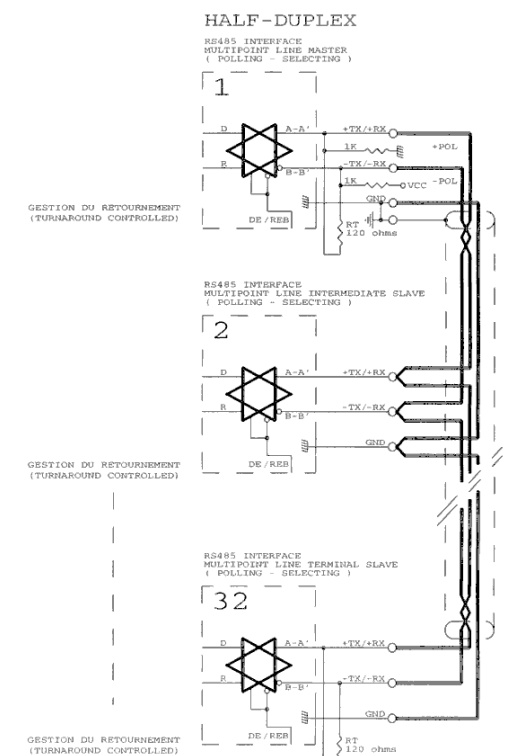 HALF-DUPLEX
RS485 INTERFACE
MULTIPOINT LINE MASTER
( POLLING - SELECTING )
1
D
A-A'
+TX/+RX
1K
+POL
R
B-B'
-TX/-RX
1K
VCC
-POL
GND
GESTION DU RETOURNEMENT
(TURNAROUND CONTROLLED)
DE/REB
RT
120 ohms
RS485 INTERFACE
MULTIPOINT LINE INTERMEDIATE SLAVE
( POLLING - SELECTING )
2
D
A-A'
+TX/+RX
R
B-B'
-TX/-RX
GND
DE/REB
GESTION DU RETOURNEMENT
(TURNAROUND CONTROLLED)
RS485 INTERFACE
MULTIPOINT LINE TERMINAL SLAVE
( POLLING - SELECTING )
32
D
A-A'
+TX/+RX
R
B-B'
-TX/-RX
GND
DE/REB
RT
120 ohms
GESTION DU RETOURNEMENT
(TURNAROUND CONTROLLED)